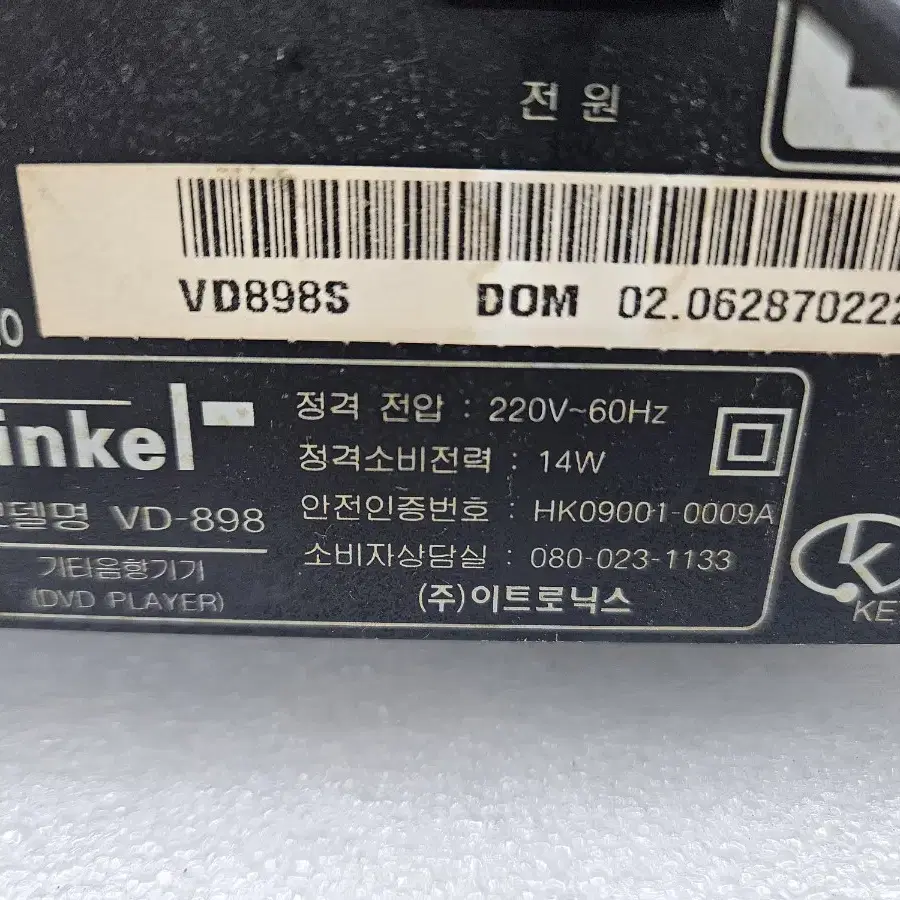 전 원
VD898S DOM 02.062870222
inkel
정격 전압 : 220V~60Hz
정격소비전력 : 14W
델명 VD-898
안전인증번호 : HK09001-0009A
기타음향기기
(DVD PLAYER)
소비자상담실 : 080-023-1133
(주)이트로닉스
KE